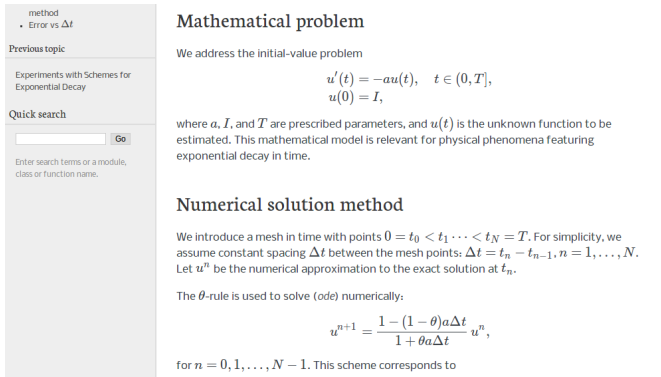 method
• Error vs Δt
Previous topic
Experiments with Schemes for
Exponential Decay
Quick search
Go
Enter search terms or a module,
class or function name.
Mathematical problem
We address the initial-value problem
u′(t) = −au(t), t ∈ (0, T],
u(0) = I,
where a, I, and T are prescribed parameters, and u(t) is the unknown function to be
estimated. This mathematical model is relevant for physical phenomena featuring
exponential decay in time.
Numerical solution method
We introduce a mesh in time with points 0 = t₀ < t₁ ⋯ < t_N = T. For simplicity, we
assume constant spacing Δt between the mesh points: Δt = tₙ − tₙ₋₁, n = 1, …, N.
Let uⁿ be the numerical approximation to the exact solution at tₙ.
The θ-rule is used to solve (ode) numerically:
uⁿ⁺¹ = \frac{1 − (1 − θ)aΔt}{1 + θaΔt} uⁿ,
for n = 0, 1, …, N − 1. This scheme corresponds to